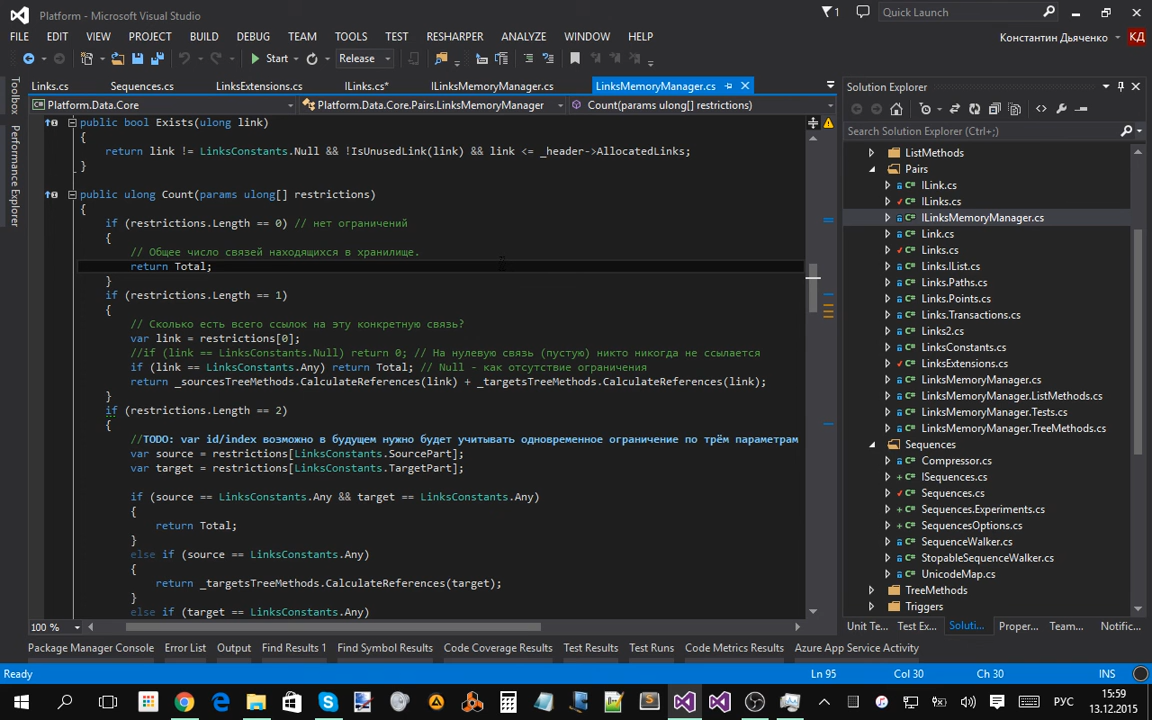 Platform - Microsoft Visual Studio
1
Quick Launch
FILE EDIT VIEW PROJECT BUILD DEBUG TEAM TOOLS TEST RESHARPER ANALYZE WINDOW HELP
Константин Дьяченко КД
Start Release
Links.cs Sequences.cs LinksExtensions.cs ILinks.cs* ILinksMemoryManager.cs LinksMemoryManager.cs
Platform.Data.Core Platform.Data.Core.Pairs.LinksMemoryManager Count(params ulong[] restrictions)
Toolbox
Performance Explorer
public bool Exists(ulong link)
{
return link != LinksConstants.Null && !IsUnusedLink(link) && link <= _header->AllocatedLinks;
}
public ulong Count(params ulong[] restrictions)
{
if (restrictions.Length == 0) // нет ограничений
{
// Общее число связей находящихся в хранилище.
return Total;
}
if (restrictions.Length == 1)
{
// Сколько есть всего ссылок на эту конкретную связь?
var link = restrictions[0];
//if (link == LinksConstants.Null) return 0; // На нулевую связь (пустую) никто никогда не ссылается
if (link == LinksConstants.Any) return Total; // Null - как отсутствие ограничения
return _sourcesTreeMethods.CalculateReferences(link) + _targetsTreeMethods.CalculateReferences(link);
}
if (restrictions.Length == 2)
{
//TODO: var id/index возможно в будущем нужно будет учитывать одновременное ограничение по трём параметрам
var source = restrictions[LinksConstants.SourcePart];
var target = restrictions[LinksConstants.TargetPart];
if (source == LinksConstants.Any && target == LinksConstants.Any)
{
return Total;
}
else if (source == LinksConstants.Any)
{
return _targetsTreeMethods.CalculateReferences(target);
}
else if (target == LinksConstants.Any)
100 %
Solution Explorer
Search Solution Explorer (Ctrl+;)
ListMethods
Pairs
ILink.cs
ILinks.cs
ILinksMemoryManager.cs
Link.cs
Links.cs
Links.IList.cs
Links.Paths.cs
Links.Points.cs
Links.Transactions.cs
Links2.cs
LinksConstants.cs
LinksExtensions.cs
LinksMemoryManager.cs
LinksMemoryManager.ListMethods.cs
LinksMemoryManager.Tests.cs
LinksMemoryManager.TreeMethods.cs
Sequences
Compressor.cs
ISequences.cs
Sequences.cs
Sequences.Experiments.cs
SequencesOptions.cs
SequenceWalker.cs
StopableSequenceWalker.cs
UnicodeMap.cs
TreeMethods
Triggers
Unit Te... Test Ex... Soluti... Proper... Team... Notific...
Package Manager Console Error List Output Find Results 1 Find Symbol Results Code Coverage Results Test Results Test Runs Code Metrics Results Azure App Service Activity
Ready Ln 95 Col 30 Ch 30 INS
РУС
15:59
13.12.2015